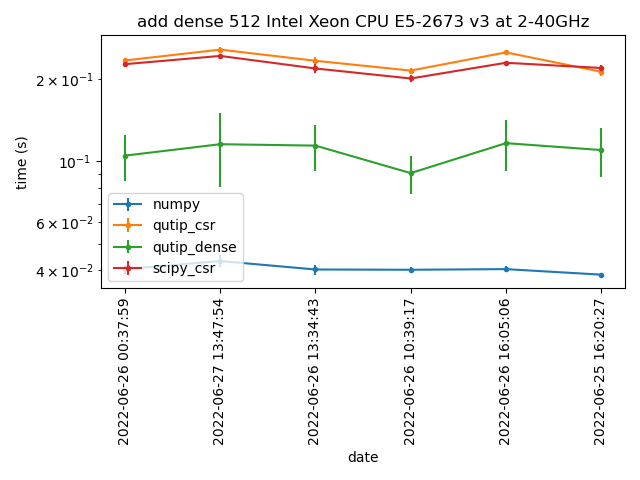 add dense 512 Intel Xeon CPU E5-2673 v3 at 2-40GHz
time (s)
2 × 10⁻¹
10⁻¹
6 × 10⁻²
4 × 10⁻²
numpy
qutip_csr
qutip_dense
scipy_csr
2022-06-26 00:37:59
2022-06-27 13:47:54
2022-06-26 13:34:43
2022-06-26 10:39:17
2022-06-26 16:05:06
2022-06-25 16:20:27
date